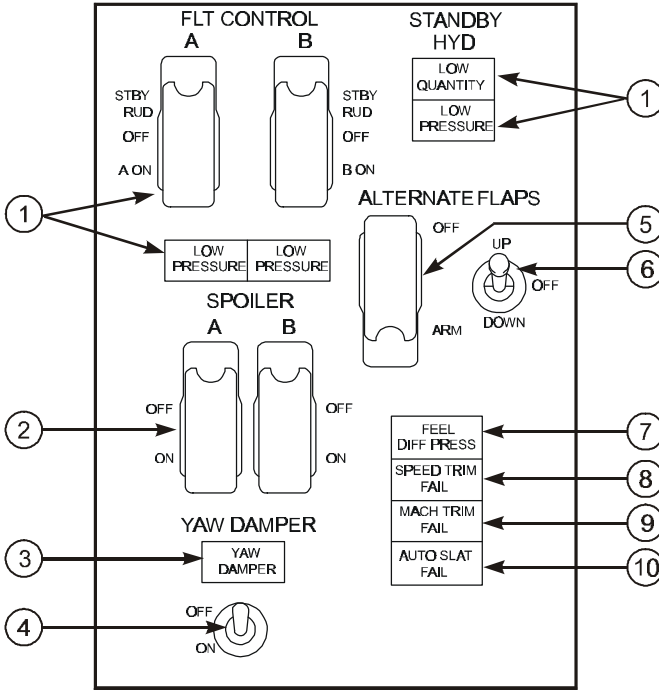 FLT CONTROL
A
B
STBY
RUD
OFF
A ON
STBY
RUD
OFF
B ON
STANDBY
HYD
LOW
QUANTITY
LOW
PRESSURE
1
1
LOW
PRESSURE
LOW
PRESSURE
ALTERNATE FLAPS
OFF
ARM
UP
OFF
DOWN
5
6
SPOILER
A
B
OFF
ON
OFF
ON
2
FEEL
DIFF PRESS
7
SPEED TRIM
FAIL
8
MACH TRIM
FAIL
9
AUTO SLAT
FAIL
10
YAW DAMPER
YAW
DAMPER
3
OFF
ON
4